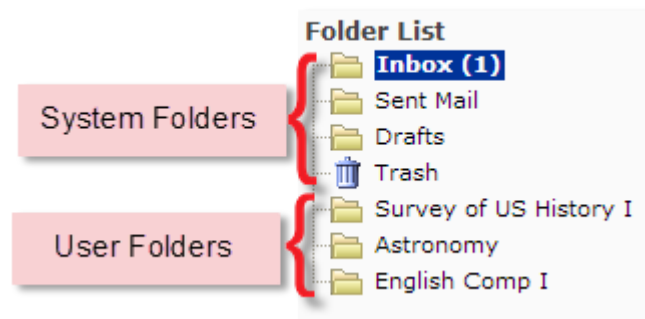 Folder List
Inbox (1)
Sent Mail
Drafts
Trash
Survey of US History I
Astronomy
English Comp I
System Folders
User Folders